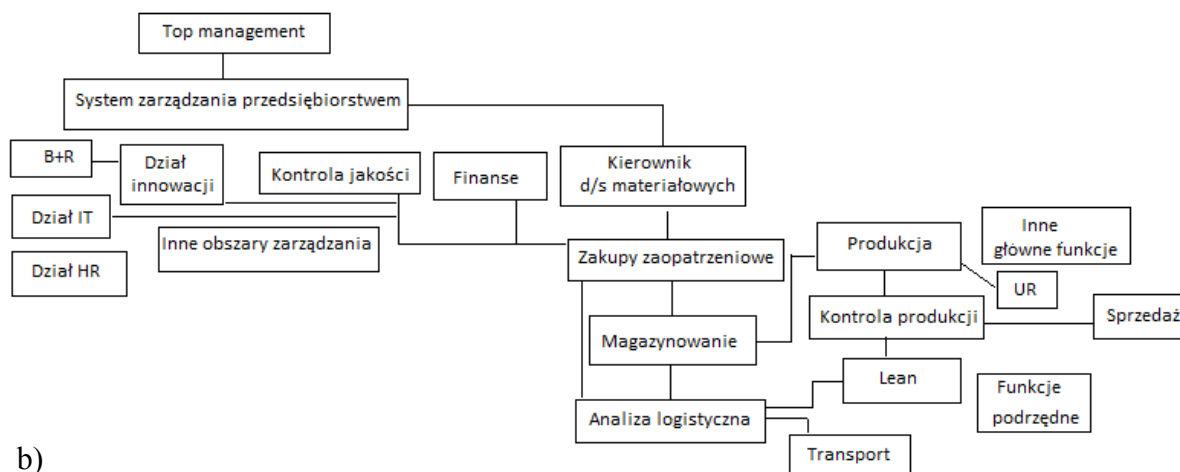 Top management
System zarządzania przedsiębiorstwem
B+R
Dział
innowacji
Kontrola jakości
Finanse
Kierownik
d/s materiałowych
Dział IT
Inne obszary zarządzania
Dział HR
Zakupy zaopatrzeniowe
Produkcja
Inne
główne funkcje
UR
Magazynowanie
Kontrola produkcji
Sprzedaż
Lean
Funkcje
podrzędne
Analiza logistyczna
Transport
b)